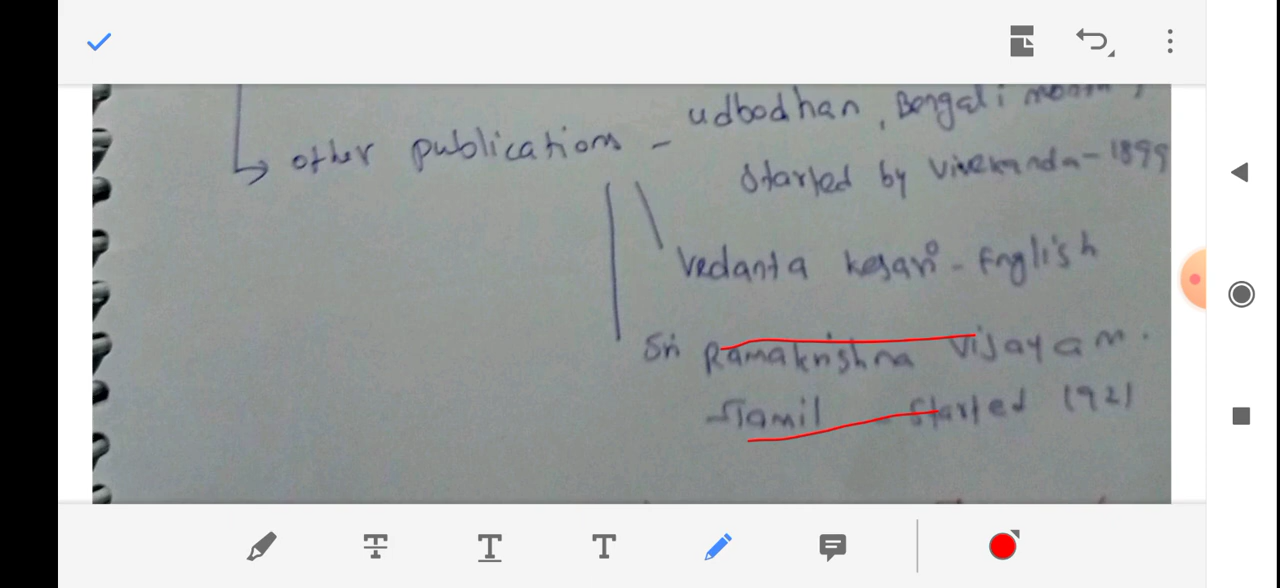 other publications - udbodhan, Bengali
started by Vivekanda - 1899
Vedanta Kesari - English
Sri Ramakrishna Vijayam.
- Tamil - Started 1921
T T T